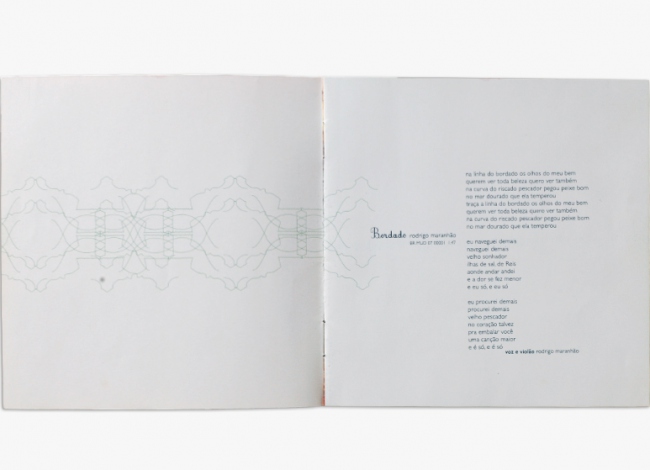 Bordado rodrigo maranhão
na linha do bordado os olhos do meu bem
querem ver toda beleza quero ver também
na curva do riscado pescador pegou peixe bom
no mar dourado que ela temperou
traça a linha do bordado os olhos do meu bem
querem ver toda beleza quero ver também
na curva do riscado pescador pegou peixe bom
no mar dourado que ela temperou
eu naveguei demais
naveguei demais
velho sonhador
ilhas de sal, de Reis
aonde andar andei
e a dor se fez menor
e eu só, e eu só
eu procurei demais
procurei demais
velho pescador
no coração talvez
pra embalar você
uma canção maior
e é só, e é só
voz e violão rodrigo maranhão